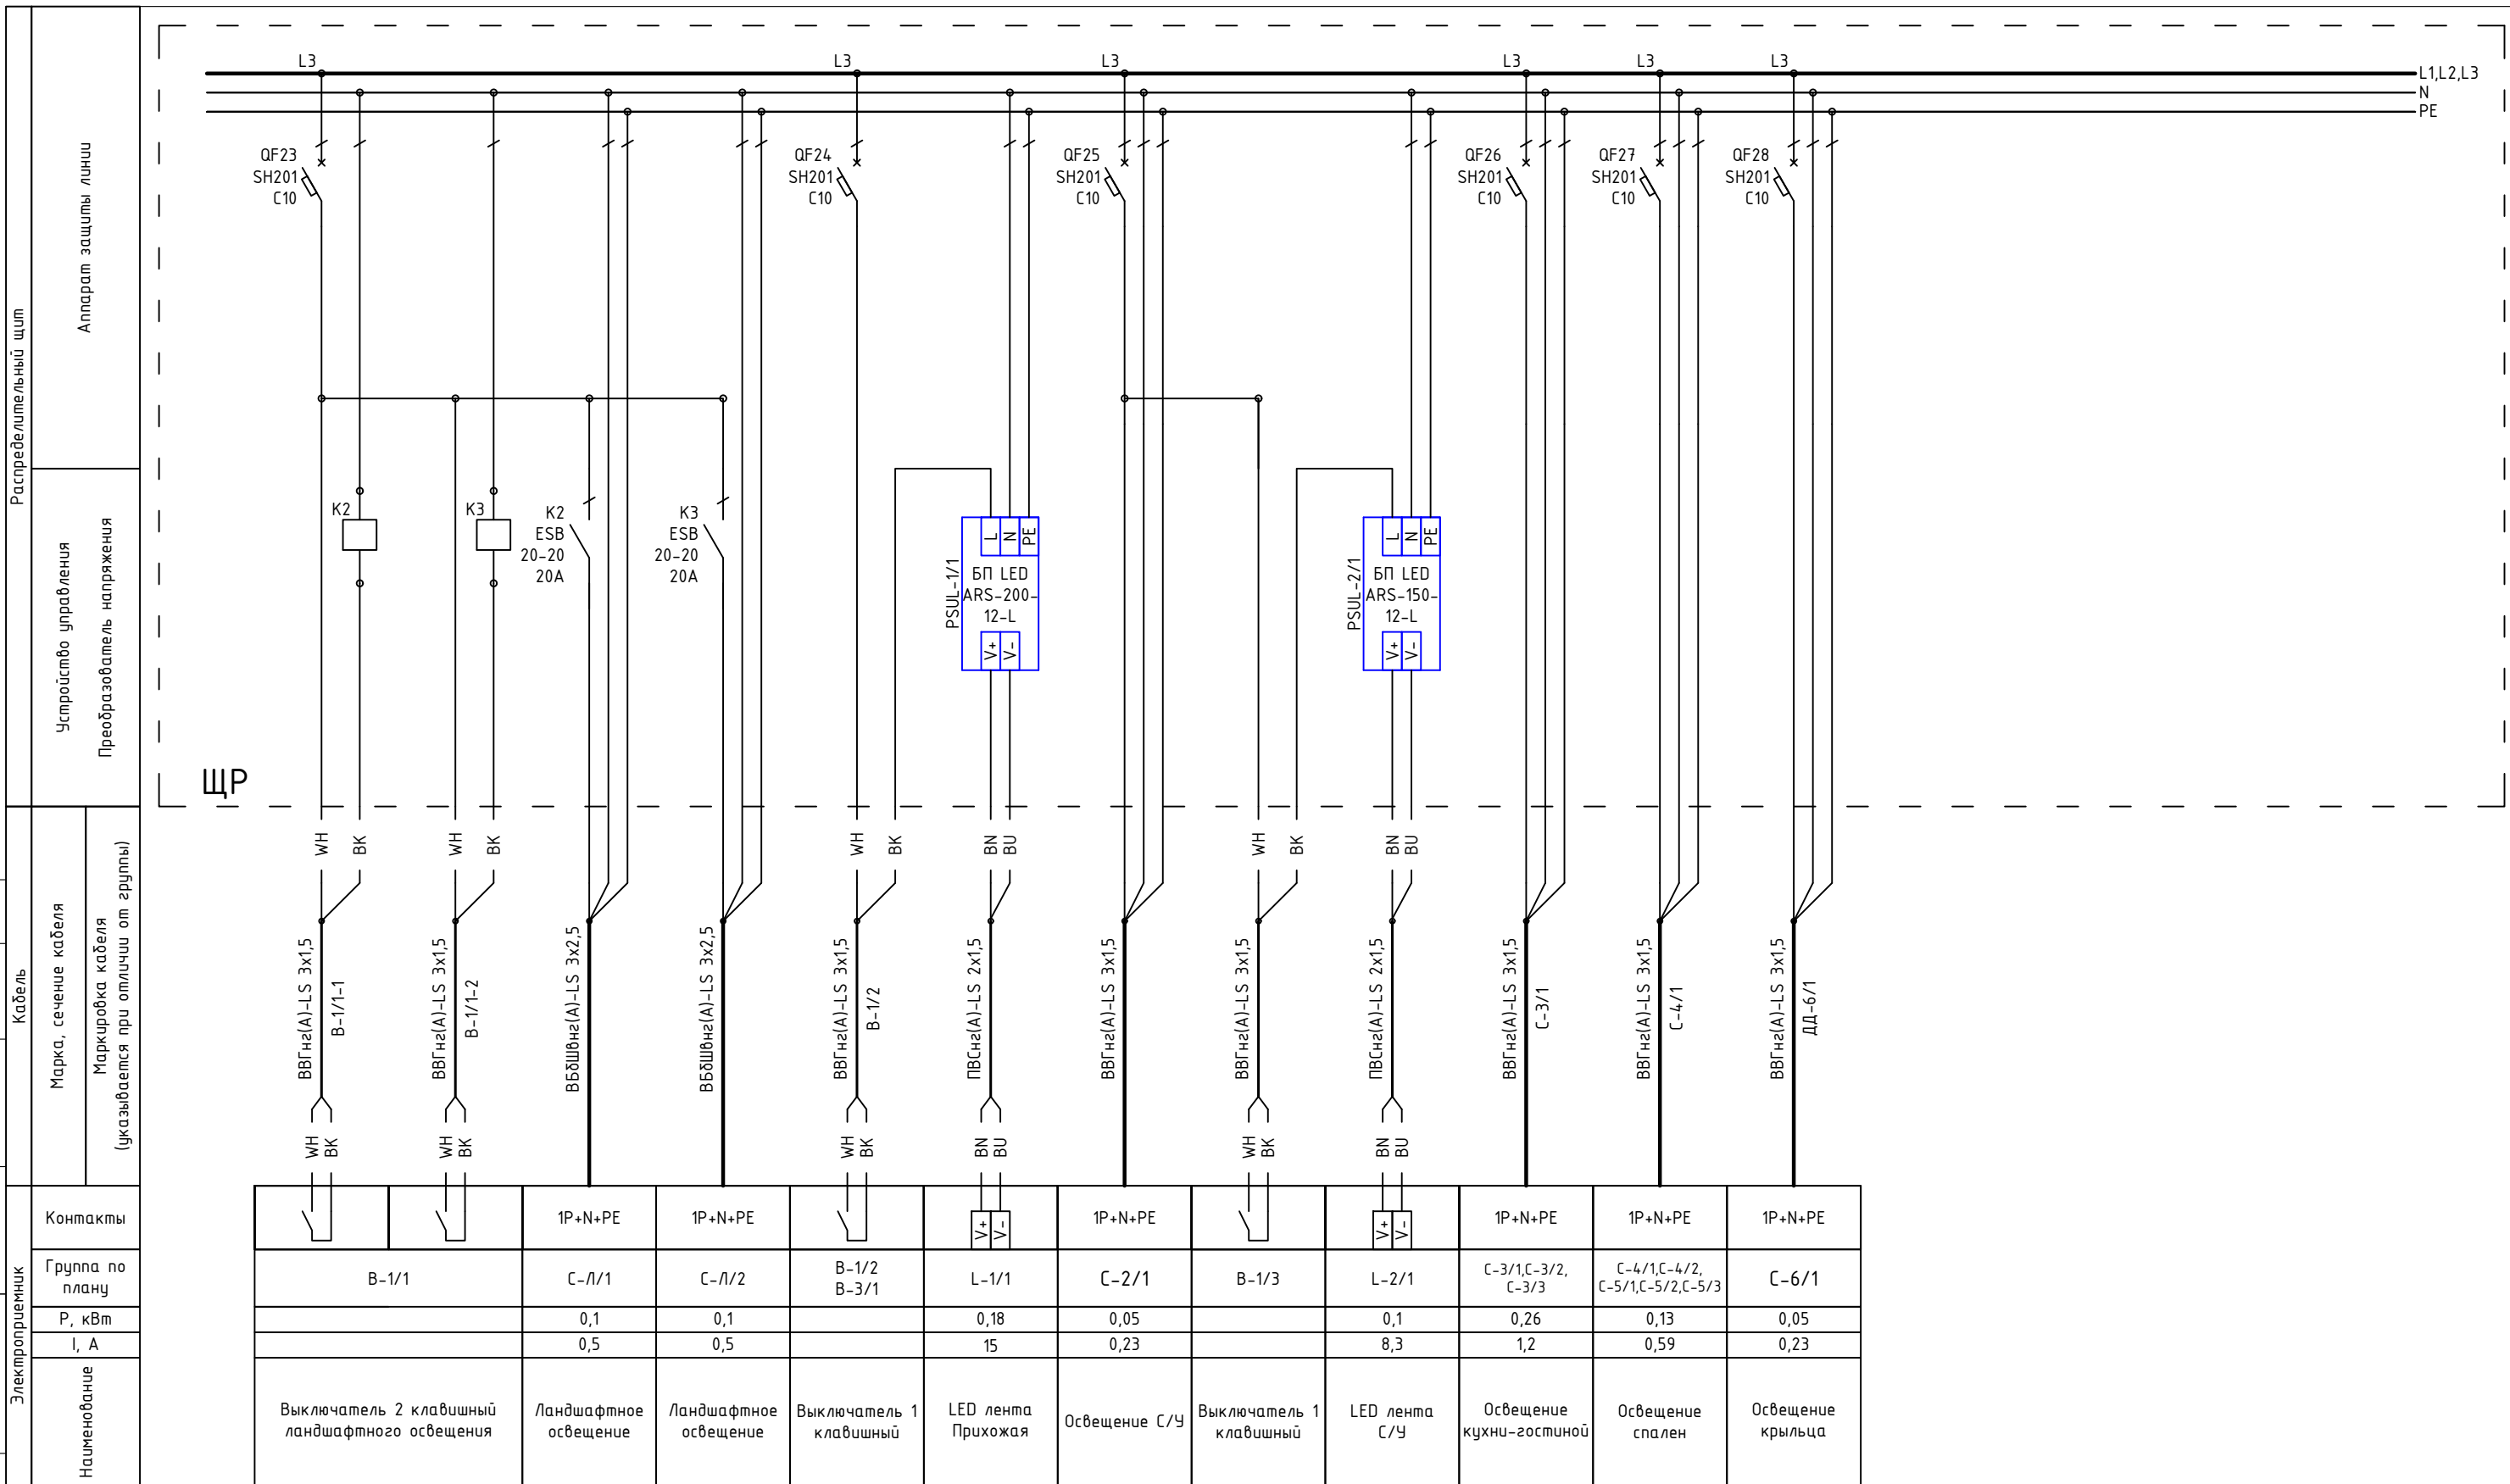 L3
L3
L3
L3
L3
L3
L1,L2,L3
N
PE
QF23
SH201
C10
QF24
SH201
C10
QF25
SH201
C10
QF26
SH201
C10
QF27
SH201
C10
QF28
SH201
C10
Распределительный щит
Аппарат защиты линии
Устройство управления
Преобразователь напряжения
K2
K3
K2
ESB
20-20
20A
K3
ESB
20-20
20A
PSUL-1/1
L
N
PE
БП LED
ARS-200-
12-L
V+
V-
PSUL-2/1
L
N
PE
БП LED
ARS-150-
12-L
V+
V-
ЩР
Кабель
Марка, сечение кабеля
Маркировка кабеля
(указывается при отличии от группы)
WH
BK
WH
BK
WH
BK
BN
BU
WH
BK
BN
BU
ВВГнг(А)-LS 3х1,5
В-1/1-1
ВВГнг(А)-LS 3х1,5
В-1/1-2
ВБбШвнг(А)-LS 3х2,5
ВБбШвнг(А)-LS 3х2,5
ВВГнг(А)-LS 3х1,5
В-1/2
ПВСнг(А)-LS 2х1,5
ВВГнг(А)-LS 3х1,5
ВВГнг(А)-LS 3х1,5
ПВСнг(А)-LS 2х1,5
ВВГнг(А)-LS 3х1,5
С-3/1
ВВГнг(А)-LS 3х1,5
С-4/1
ВВГнг(А)-LS 3х1,5
ДД-6/1
WH
BK
WH
BK
WH
BK
BN
BU
WH
BK
BN
BU
Электроприемник
Контакты
1P+N+PE
1P+N+PE
V+
V-
1P+N+PE
V+
V-
1P+N+PE
1P+N+PE
1P+N+PE
Группа по
плану
В-1/1
С-Л/1
С-Л/2
В-1/2
В-3/1
L-1/1
С-2/1
В-1/3
L-2/1
С-3/1,С-3/2,
С-3/3
С-4/1,С-4/2,
С-5/1,С-5/2,С-5/3
С-6/1
P, кВт
0,1
0,1
0,18
0,05
0,1
0,26
0,13
0,05
I, А
0,5
0,5
15
0,23
8,3
1,2
0,59
0,23
Наименование
Выключатель 2 клавишный
ландшафтного освещения
Ландшафтное
освещение
Ландшафтное
освещение
Выключатель 1
клавишный
LED лента
Прихожая
Освещение С/У
Выключатель 1
клавишный
LED лента
С/У
Освещение
кухни-гостиной
Освещение
спален
Освещение
крыльца